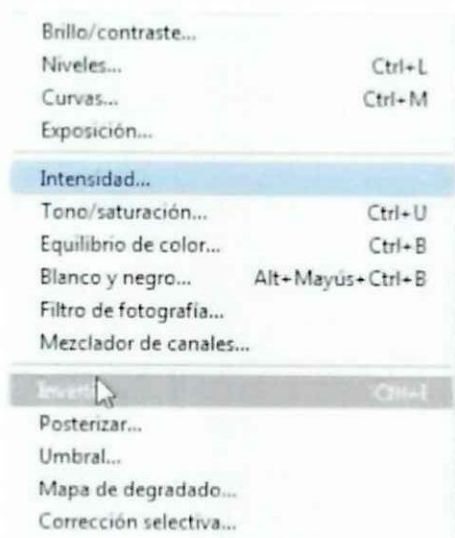 Brillo/contraste...
Niveles... Ctrl+L
Curvas... Ctrl+M
Exposición...
Intensidad...
Tono/saturación... Ctrl+U
Equilibrio de color... Ctrl+B
Blanco y negro... Alt+Mayús+Ctrl+B
Filtro de fotografía...
Mezclador de canales...
Ctrl+I
Posterizar...
Umbral...
Mapa de degradado...
Corrección selectiva...